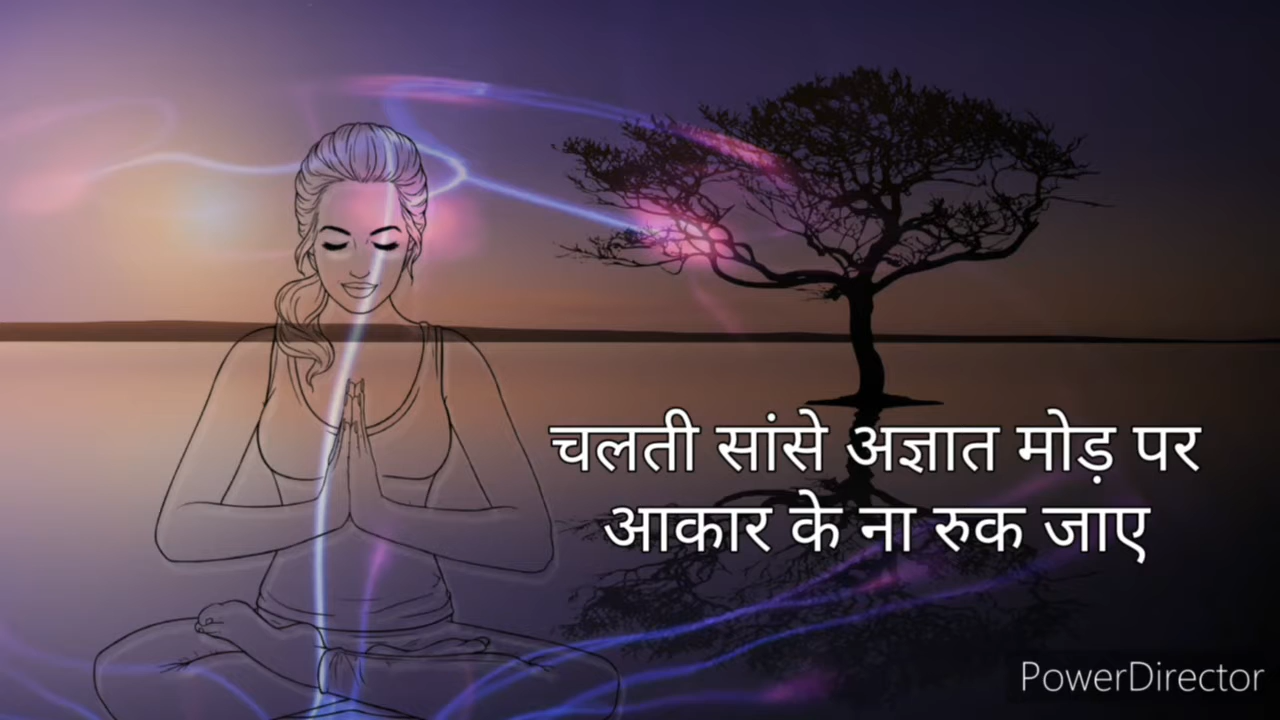 चलती सांसे अज्ञात मोड़ पर
आकार के ना रुक जाए
PowerDirector